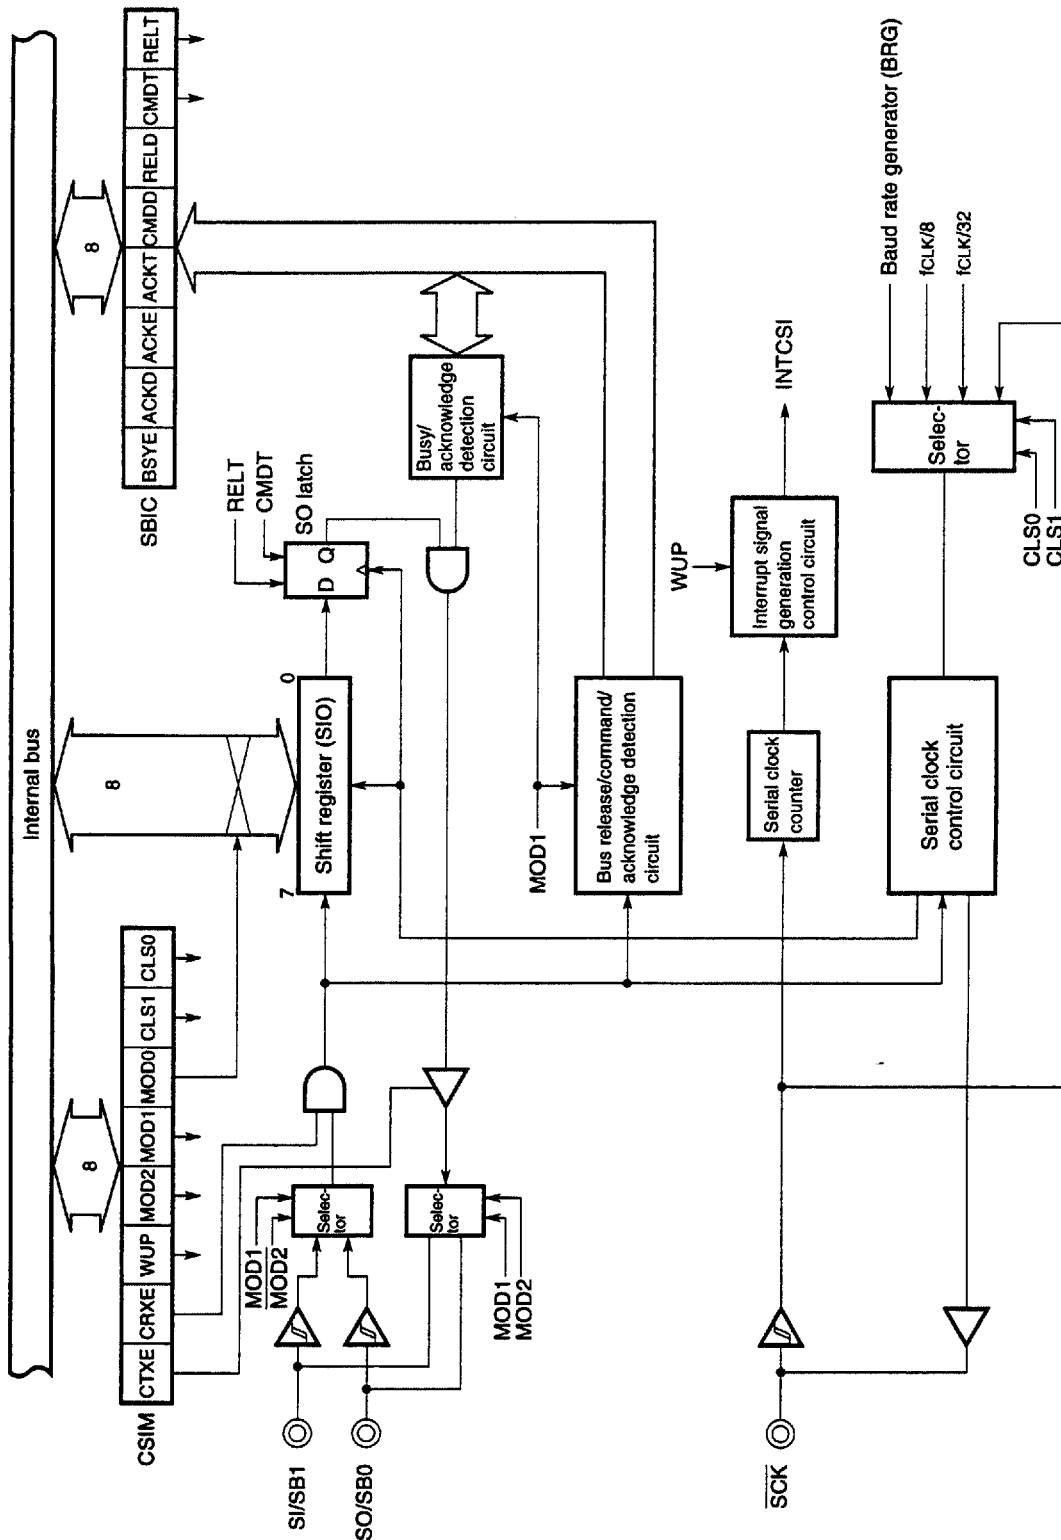 Internal bus
8
8
8
CSIM
CTXE
CRXE
WUP
MOD2
MOD1
MOD0
CLS1
CLS0
SBIC
BSYE
ACKD
ACKE
ACKT
CMDD
RELD
CMDT
RELT
RELT
CMDT
SO latch
D Q
7
Shift register (SIO)
0
Busy/
acknowledge
detection
circuit
SI/SB1
SO/SB0
MOD1
MOD2
Selec-
tor
Selec-
tor
MOD1
MOD2
MOD1
Bus release/command/
acknowledge detection
circuit
WUP
Interrupt signal
generation
control circuit
INTCSI
Serial clock
counter
SCK
Serial clock
control circuit
Selec-
tor
CLS0
CLS1
Baud rate generator (BRG)
fCLK/8
fCLK/32